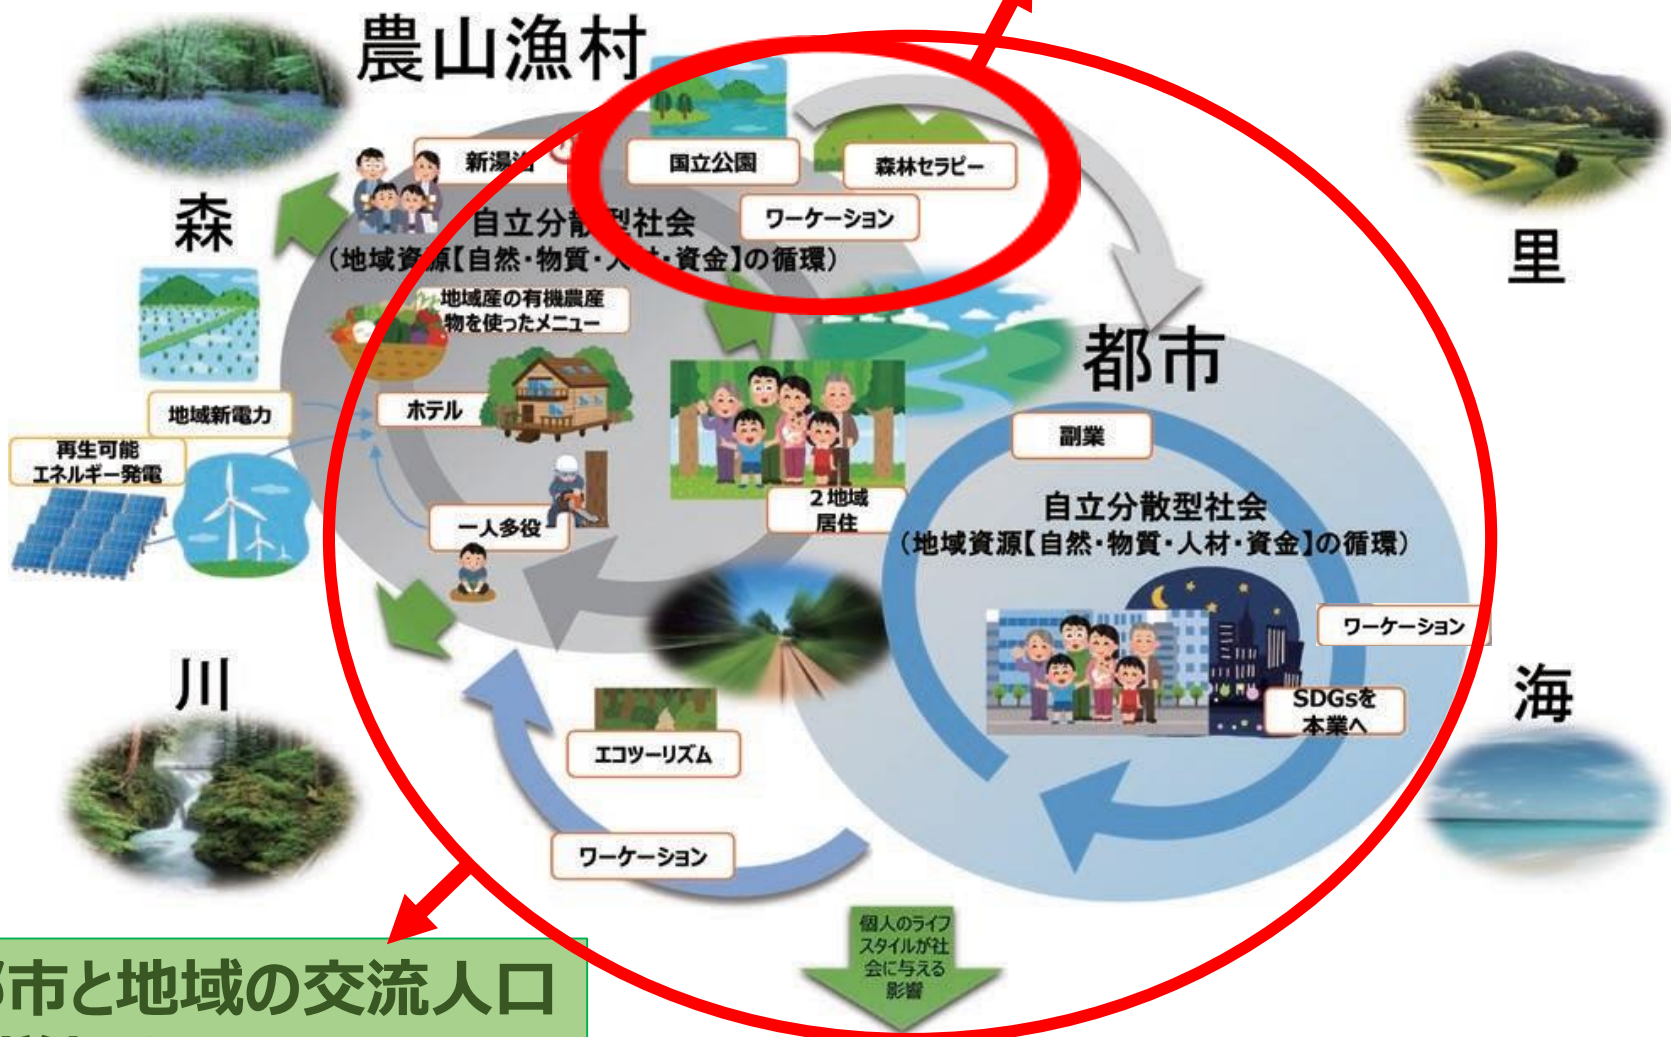 農山漁村
新湯治
国立公園
森林セラピー
ワーケーション
森
里
自立分散型社会
（地域資源【自然・物質・人材・資金】の循環）
地域産の有機農産
物を使ったメニュー
都市
地域新電力
ホテル
副業
再生可能
エネルギー発電
2地域
居住
一人多役
自立分散型社会
（地域資源【自然・物質・人材・資金】の循環）
ワーケーション
川
海
SDGsを
本業へ
エコツーリズム
ワーケーション
個人のライフ
スタイルが社
会に与える
影響
市と地域の交流人口